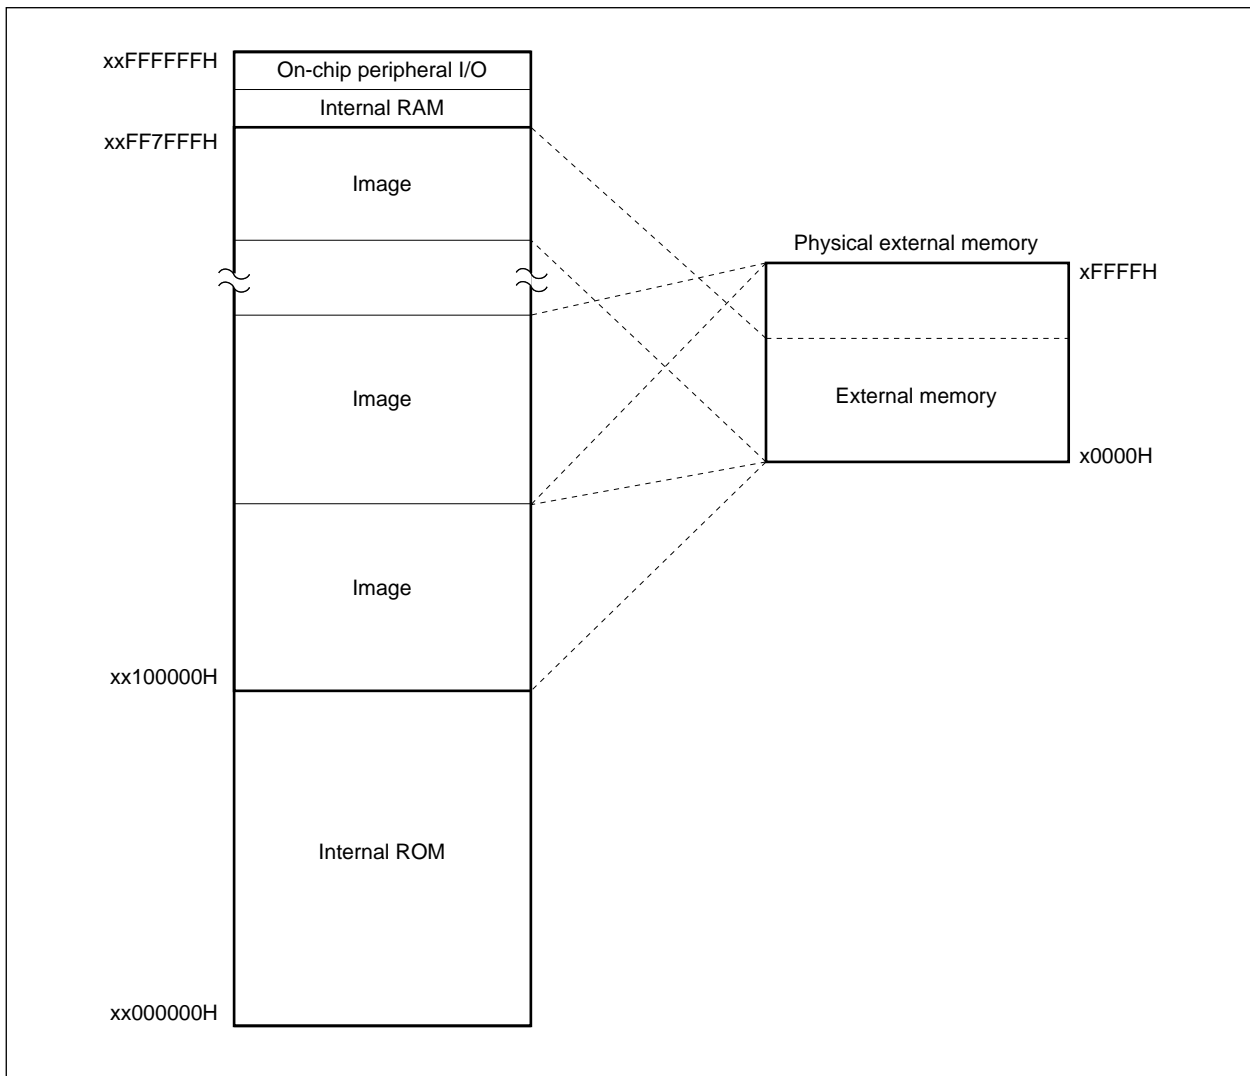 xxFFFFFFH
On-chip peripheral I/O
Internal RAM
xxFF7FFFH
Image
Physical external memory
xFFFFH
Image
External memory
x0000H
Image
xx100000H
Internal ROM
xx000000H